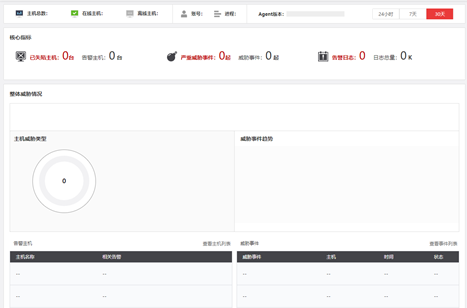 主机总数: 在线主机: 离线主机: 账号: 进程: Agent版本: 24小时 7天 30天
核心指标
已失陷主机: 0台 告警主机: 0台 严重威胁事件: 0起 威胁事件: 0起 告警日志: 0 日志总量: 0 K
整体威胁情况
主机威胁类型 威胁事件趋势
0
告警主机 查看主机列表 威胁事件 查看事件列表
主机名称 相关告警 威胁事件 主机 时间 状态
-- -- -- -- -- --
-- -- -- -- -- --